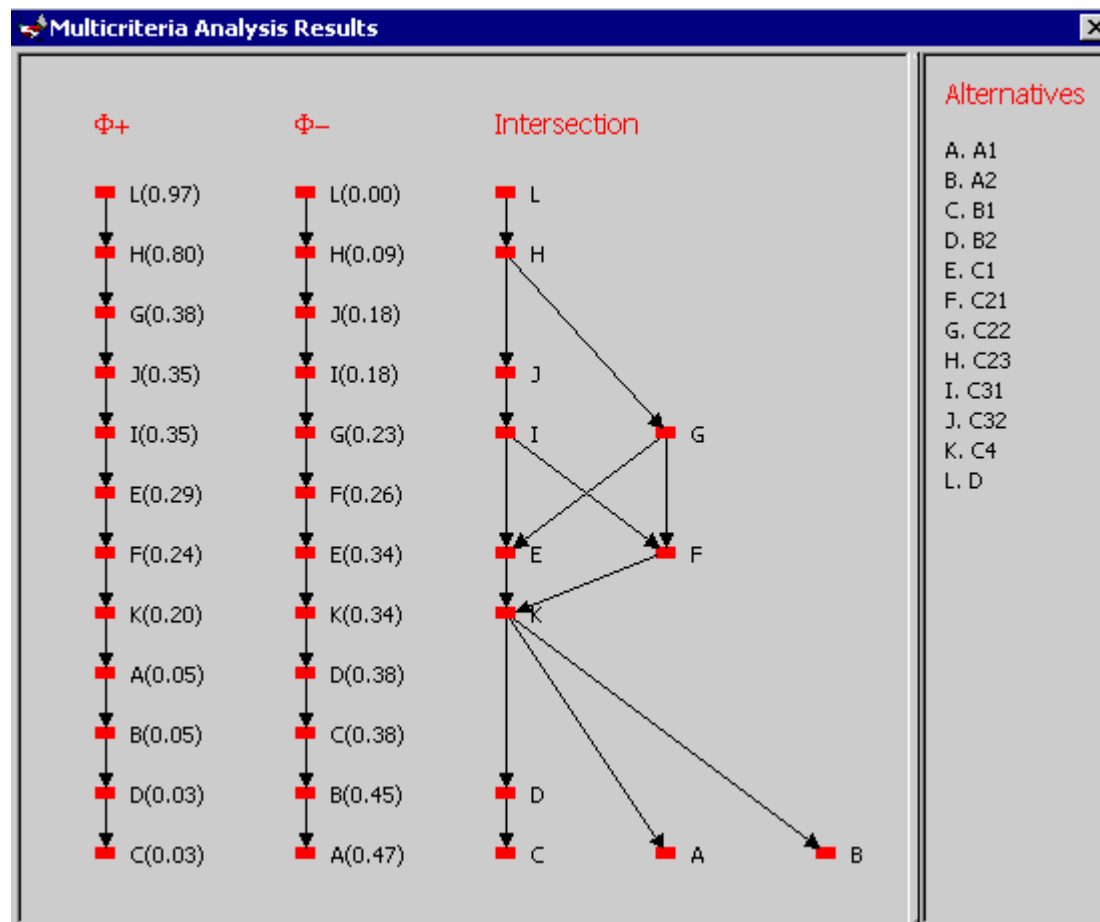 Multicriteria Analysis Results
Φ+ Φ− Intersection
L(0.97) L(0.00) L
H(0.80) H(0.09) H
G(0.38) J(0.18)
J(0.35) I(0.18) J
I(0.35) G(0.23) I G
E(0.29) F(0.26)
F(0.24) E(0.34) E F
K(0.20) K(0.34) K
A(0.05) D(0.38)
B(0.05) C(0.38)
D(0.03) B(0.45) D
C(0.03) A(0.47) C A B
Alternatives
A. A1
B. A2
C. B1
D. B2
E. C1
F. C21
G. C22
H. C23
I. C31
J. C32
K. C4
L. D